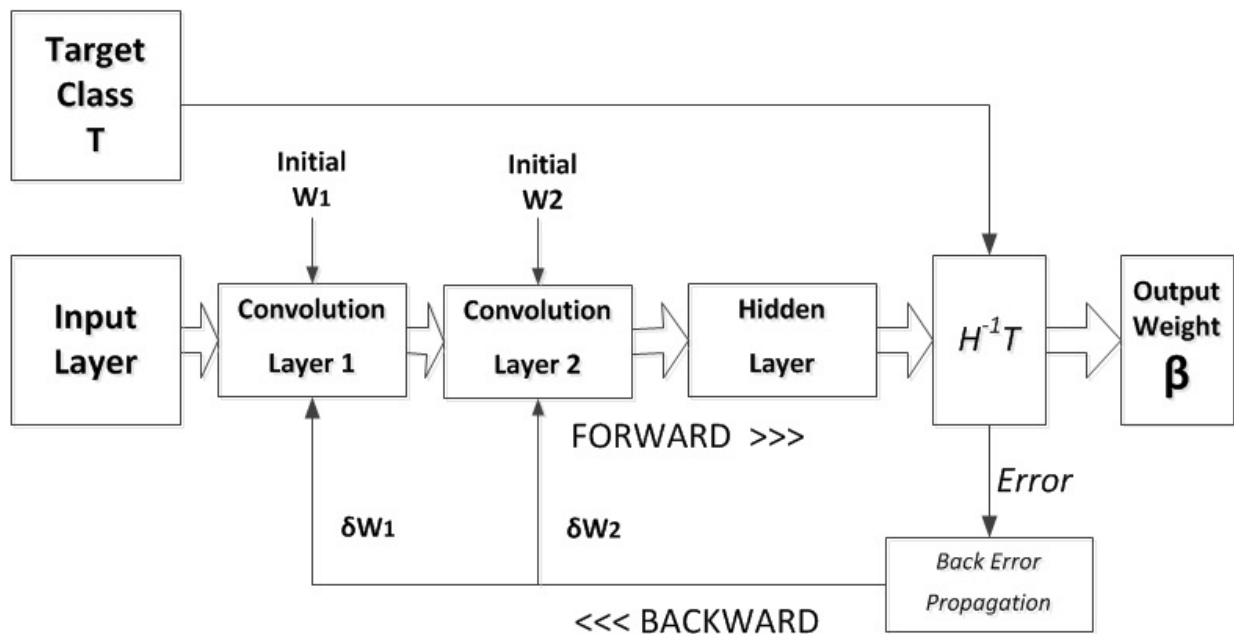 Target
Class
T
Initial
W1
Initial
W2
Input
Layer
Convolution
Layer 1
Convolution
Layer 2
Hidden
Layer
H⁻¹T
Output
Weight
β
FORWARD >>>
Error
δW1
δW2
Back Error
Propagation
<<< BACKWARD